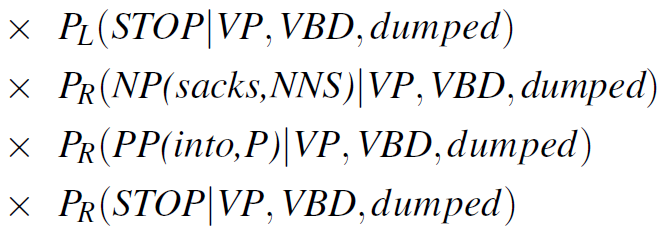 × P_L(STOP|VP, VBD, dumped)
× P_R(NP(sacks,NNS)|VP, VBD, dumped)
× P_R(PP(into,P)|VP, VBD, dumped)
× P_R(STOP|VP, VBD, dumped)